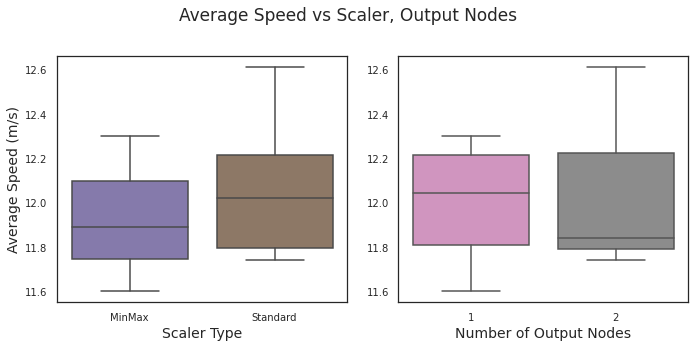 Average Speed vs Scaler, Output Nodes
Average Speed (m/s)
12.6
12.4
12.2
12.0
11.8
11.6
MinMax
Standard
Scaler Type
12.6
12.4
12.2
12.0
11.8
11.6
1
2
Number of Output Nodes